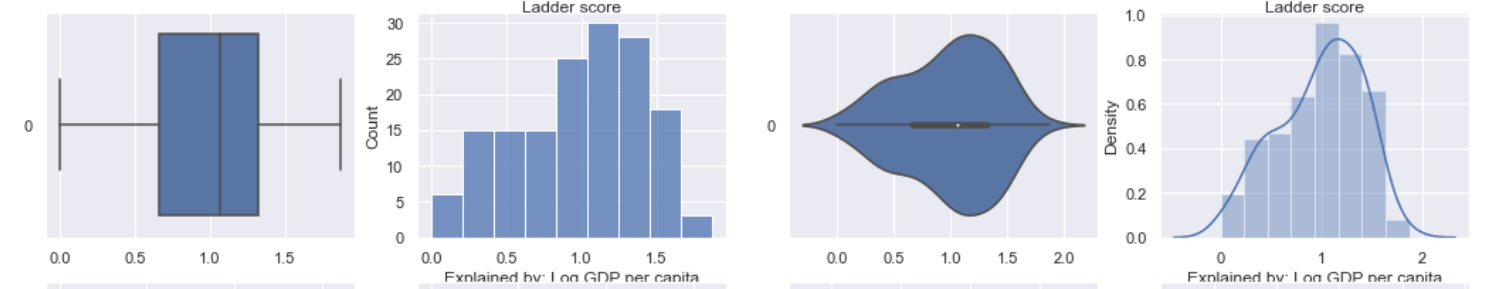 Ladder score
Ladder score
0
0.0 0.5 1.0 1.5
Count
30
25
20
15
10
5
0
0.0 0.5 1.0 1.5
Explained by: Log GDP per capita
0
0.0 0.5 1.0 1.5 2.0
Density
1.0
0.8
0.6
0.4
0.2
0.0
0 1 2
Explained by: Log GDP per capita